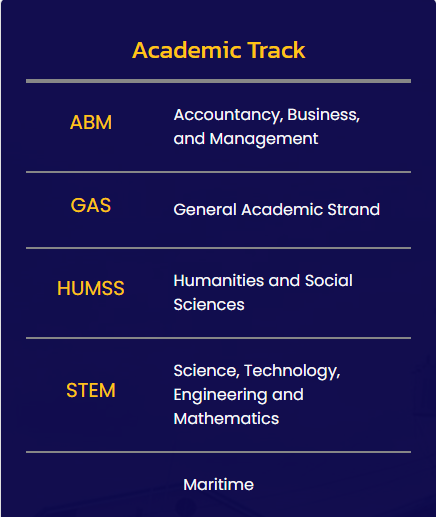 Academic Track
ABM
Accountancy, Business,
and Management
GAS
General Academic Strand
HUMSS
Humanities and Social
Sciences
STEM
Science, Technology,
Engineering and
Mathematics
Maritime